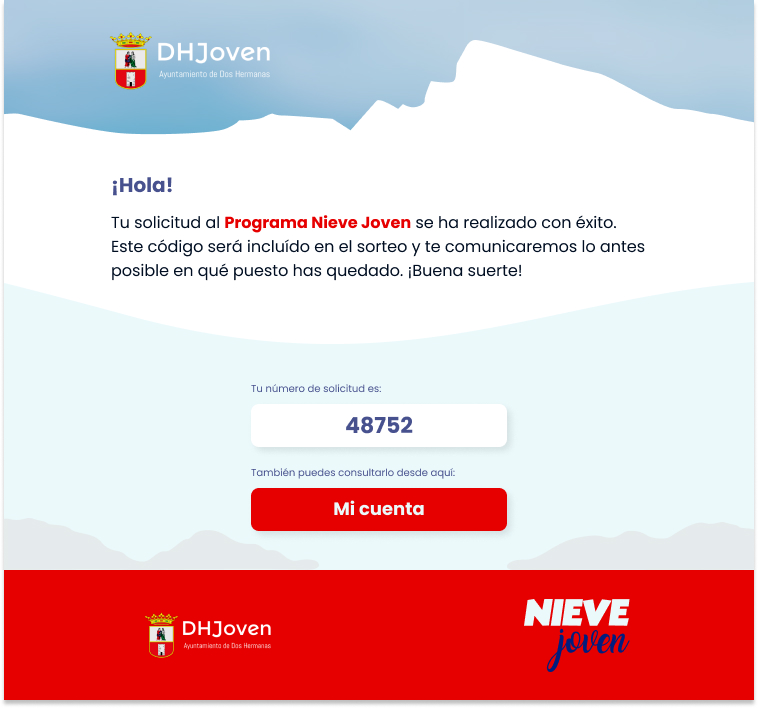 DHJoven
Ayuntamiento de Dos Hermanas
¡Hola!
Tu solicitud al Programa Nieve Joven se ha realizado con éxito.
Este código será incluído en el sorteo y te comunicaremos lo antes
posible en qué puesto has quedado. ¡Buena suerte!
Tu número de solicitud es:
48752
También puedes consultarlo desde aquí:
Mi cuenta
DHJoven
Ayuntamiento de Dos Hermanas
NIEVE
joven